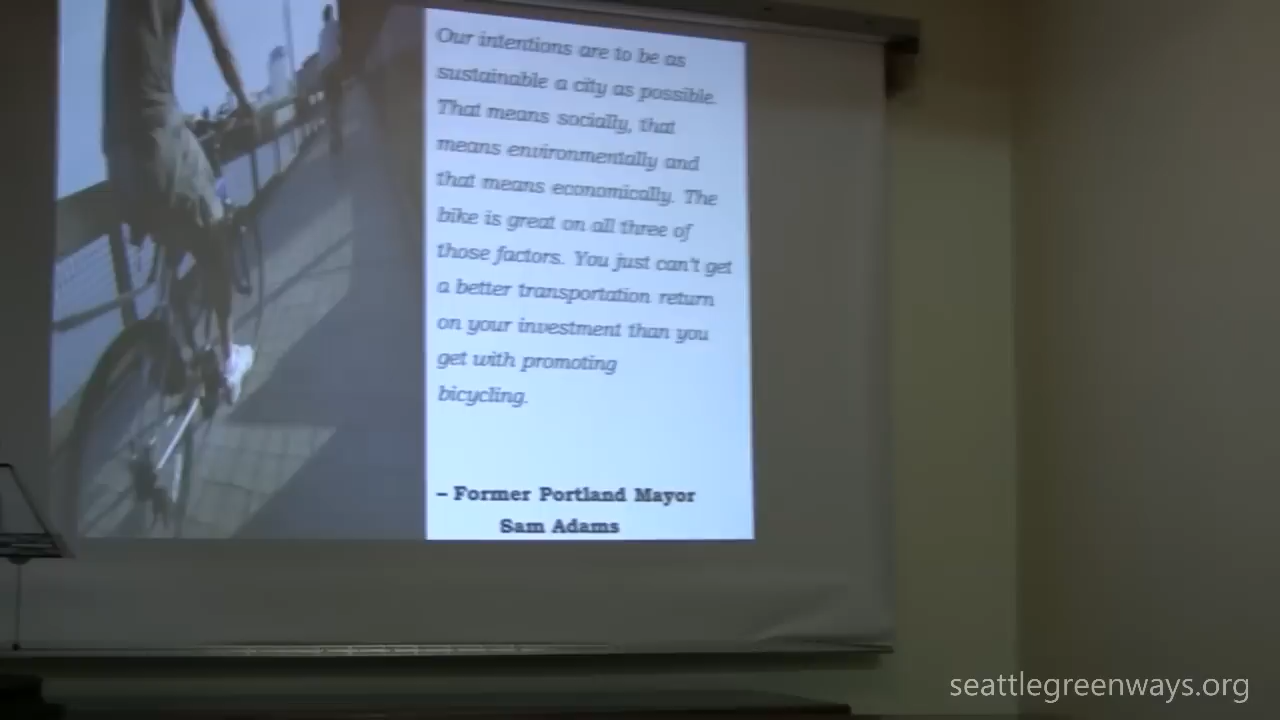 Our intentions are to be as
sustainable a city as possible.
That means socially, that
means environmentally and
that means economically. The
bike is great on all three of
those factors. You just can't get
a better transportation return
on your investment than you
get with promoting
bicycling.
– Former Portland Mayor
Sam Adams
seattlegreenways.org